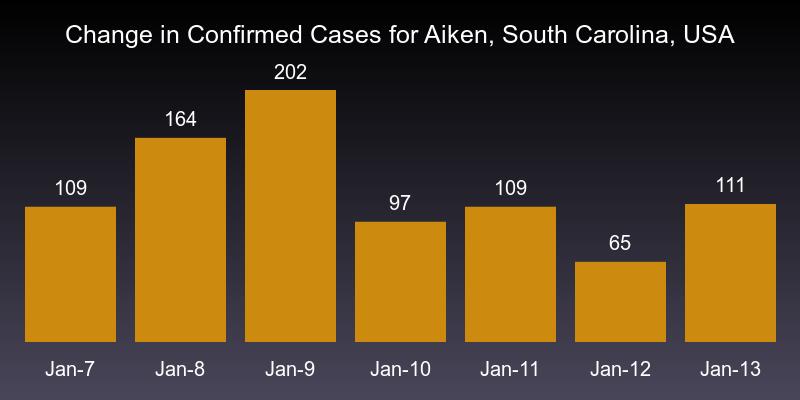 Change in Confirmed Cases for Aiken, South Carolina, USA
109
164
202
97
109
65
111
Jan-7
Jan-8
Jan-9
Jan-10
Jan-11
Jan-12
Jan-13